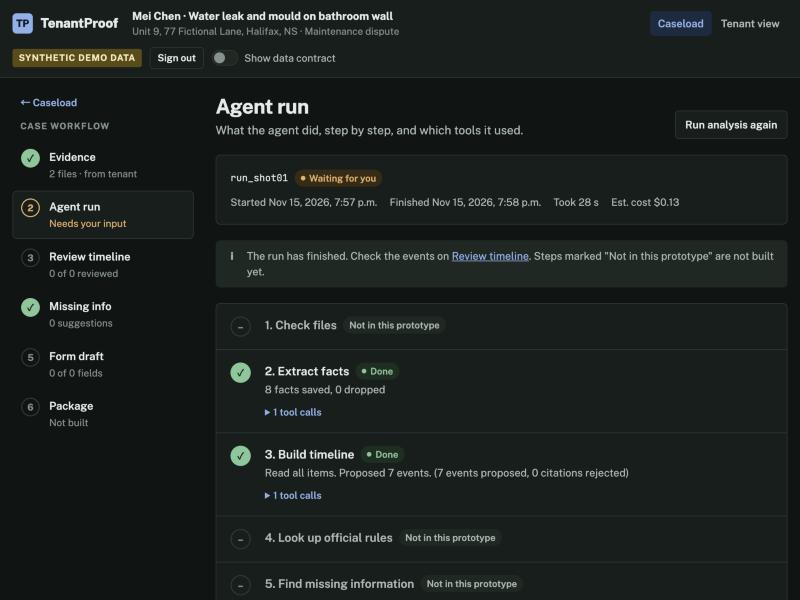 TP TenantProof
Mei Chen · Water leak and mould on bathroom wall
Unit 9, 77 Fictional Lane, Halifax, NS · Maintenance dispute
Caseload
Tenant view
SYNTHETIC DEMO DATA
Sign out
Show data contract
← Caseload
CASE WORKFLOW
✓ Evidence
2 files · from tenant
2 Agent run
Needs your input
3 Review timeline
0 of 0 reviewed
✓ Missing info
0 suggestions
5 Form draft
0 of 0 fields
6 Package
Not built
Agent run
What the agent did, step by step, and which tools it used.
Run analysis again
run_shot01 • Waiting for you
Started Nov 15, 2026, 7:57 p.m. Finished Nov 15, 2026, 7:58 p.m. Took 28 s Est. cost $0.13
i The run has finished. Check the events on Review timeline. Steps marked "Not in this prototype" are not built
yet.
– 1. Check files Not in this prototype
✓ 2. Extract facts • Done
8 facts saved, 0 dropped
▶ 1 tool calls
✓ 3. Build timeline • Done
Read all items. Proposed 7 events. (7 events proposed, 0 citations rejected)
▶ 1 tool calls
– 4. Look up official rules Not in this prototype
– 5. Find missing information Not in this prototype